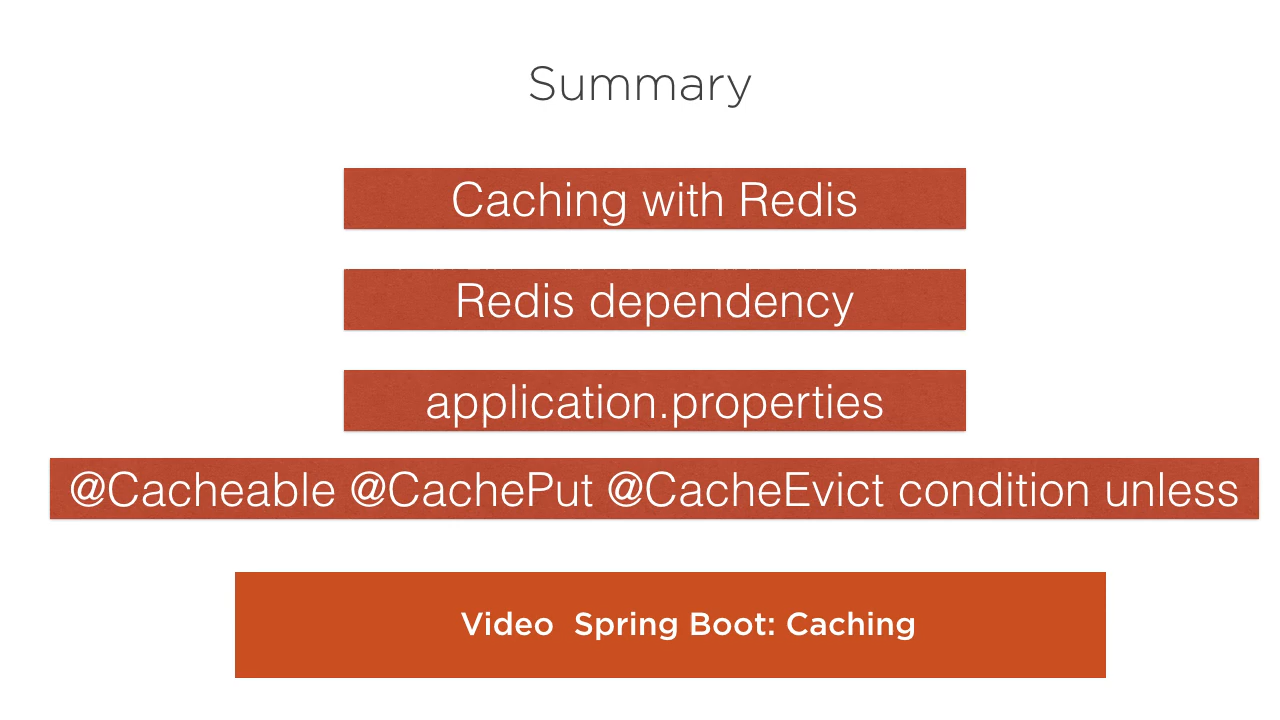 Summary
Caching with Redis
Redis dependency
application.properties
@Cacheable @CachePut @CacheEvict condition unless
Video  Spring Boot: Caching